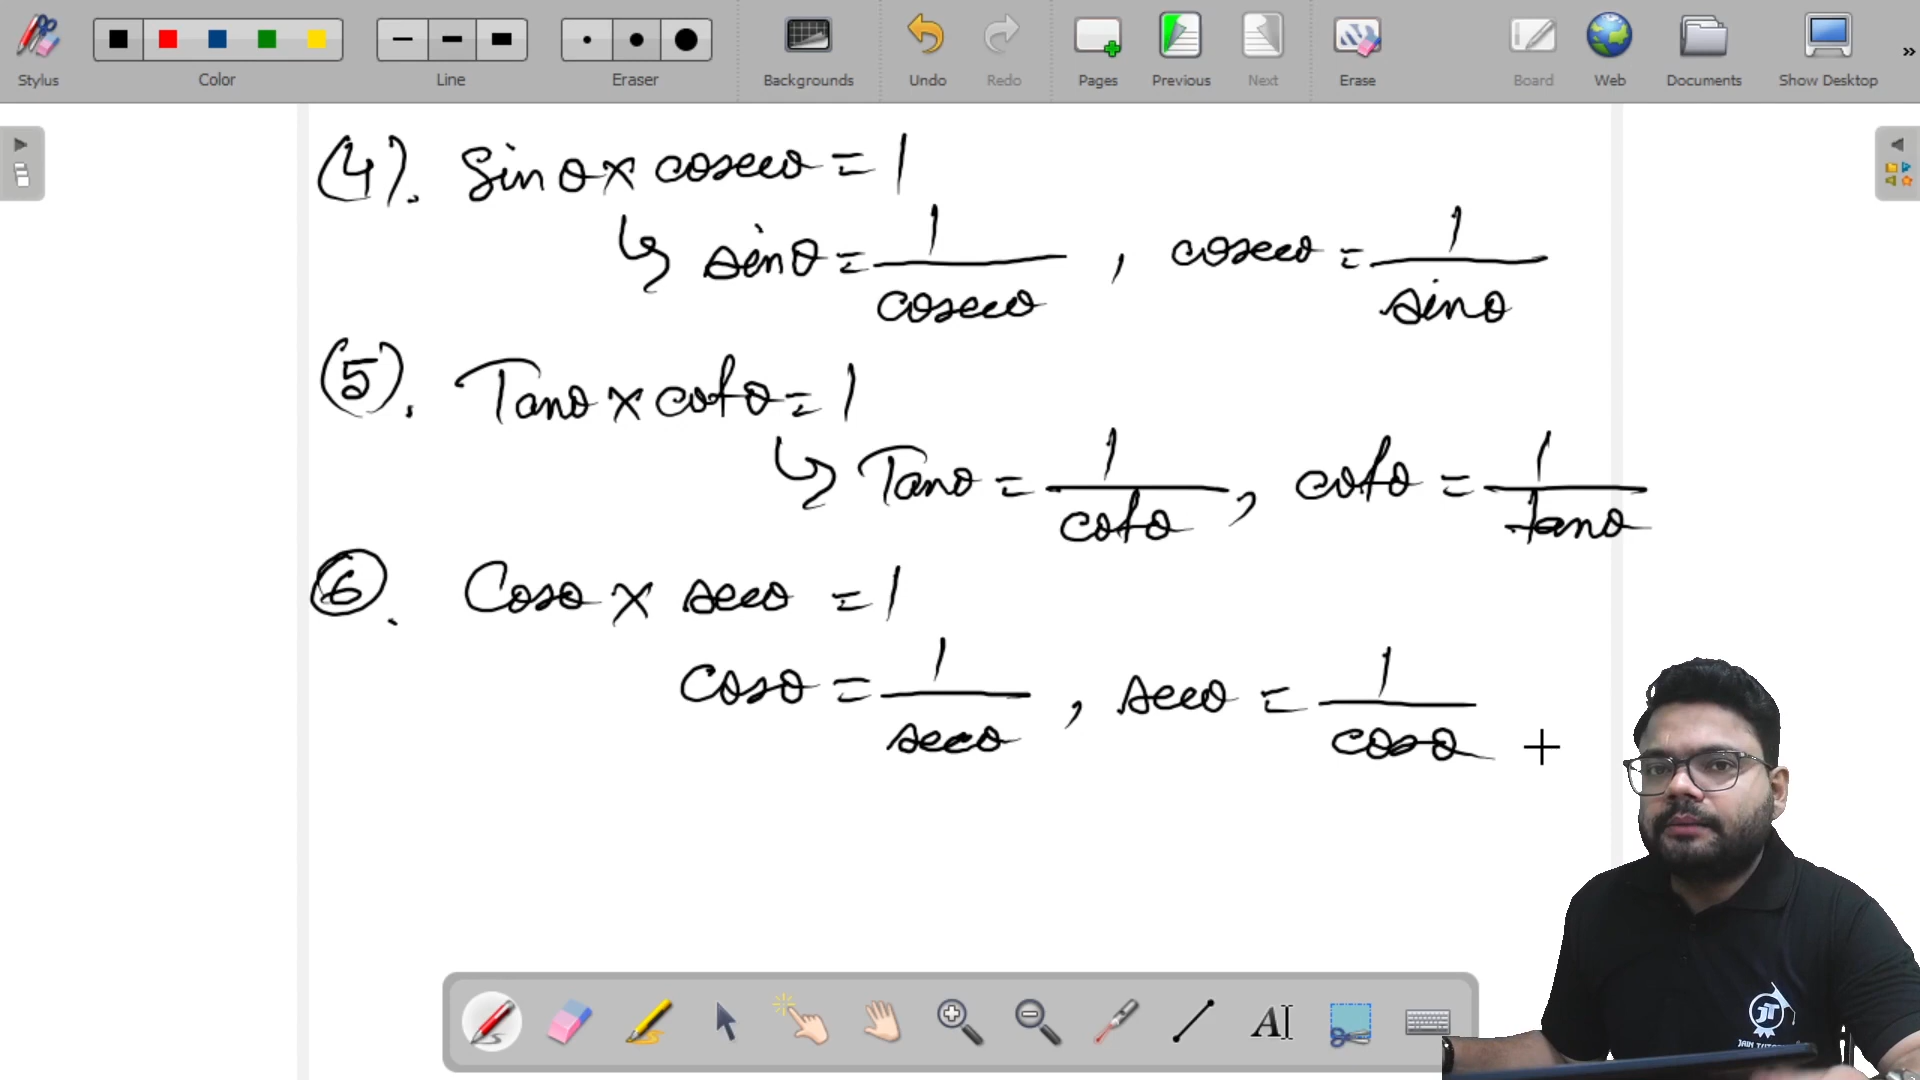 Stylus Color Line Eraser Backgrounds Undo Redo Pages Previous Next Erase Board Web Documents Show Desktop »
(4). Sinθ × cosecθ = 1
↳ sinθ = 1/cosecθ , cosecθ = 1/sinθ
(5). Tanθ × cotθ = 1
↳ Tanθ = 1/cotθ , cotθ = 1/tanθ
6. Cosθ × secθ = 1
cosθ = 1/secθ , secθ = 1/cosθ
AI
JT